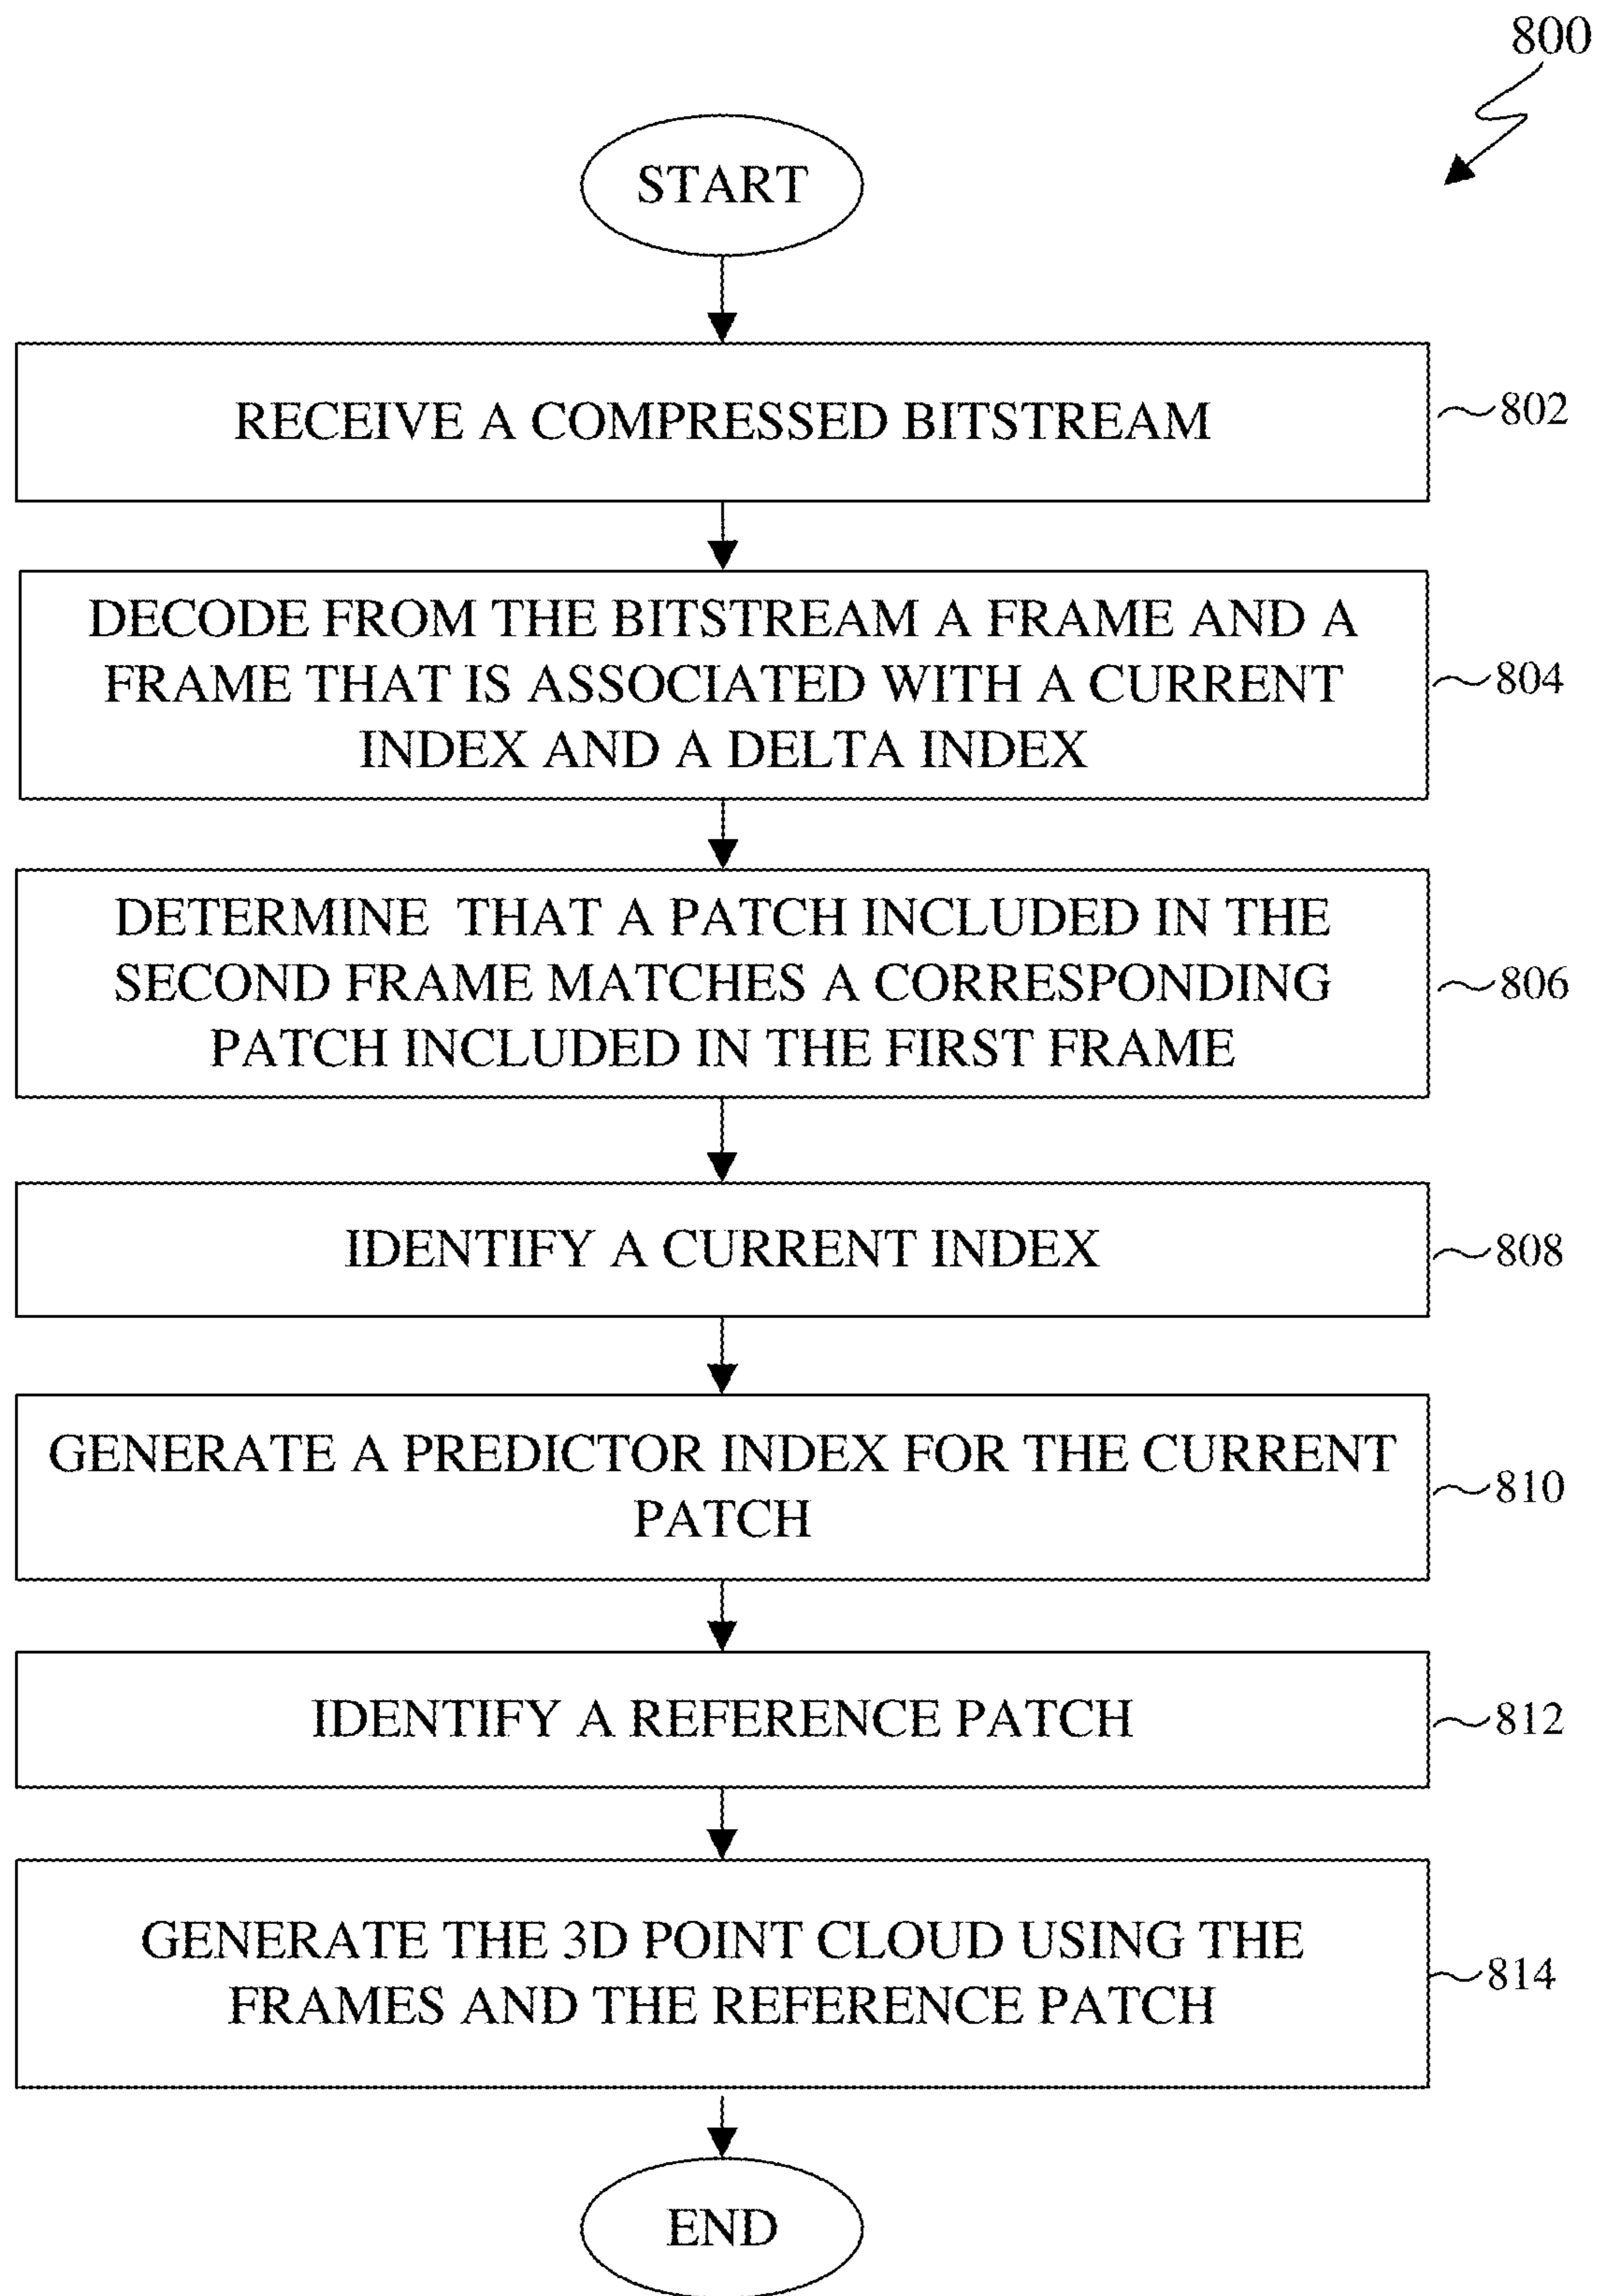 800
START
RECEIVE A COMPRESSED BITSTREAM
802
DECODE FROM THE BITSTREAM A FRAME AND A
FRAME THAT IS ASSOCIATED WITH A CURRENT
INDEX AND A DELTA INDEX
804
DETERMINE THAT A PATCH INCLUDED IN THE
SECOND FRAME MATCHES A CORRESPONDING
PATCH INCLUDED IN THE FIRST FRAME
806
IDENTIFY A CURRENT INDEX
808
GENERATE A PREDICTOR INDEX FOR THE CURRENT
PATCH
810
IDENTIFY A REFERENCE PATCH
812
GENERATE THE 3D POINT CLOUD USING THE
FRAMES AND THE REFERENCE PATCH
814
END